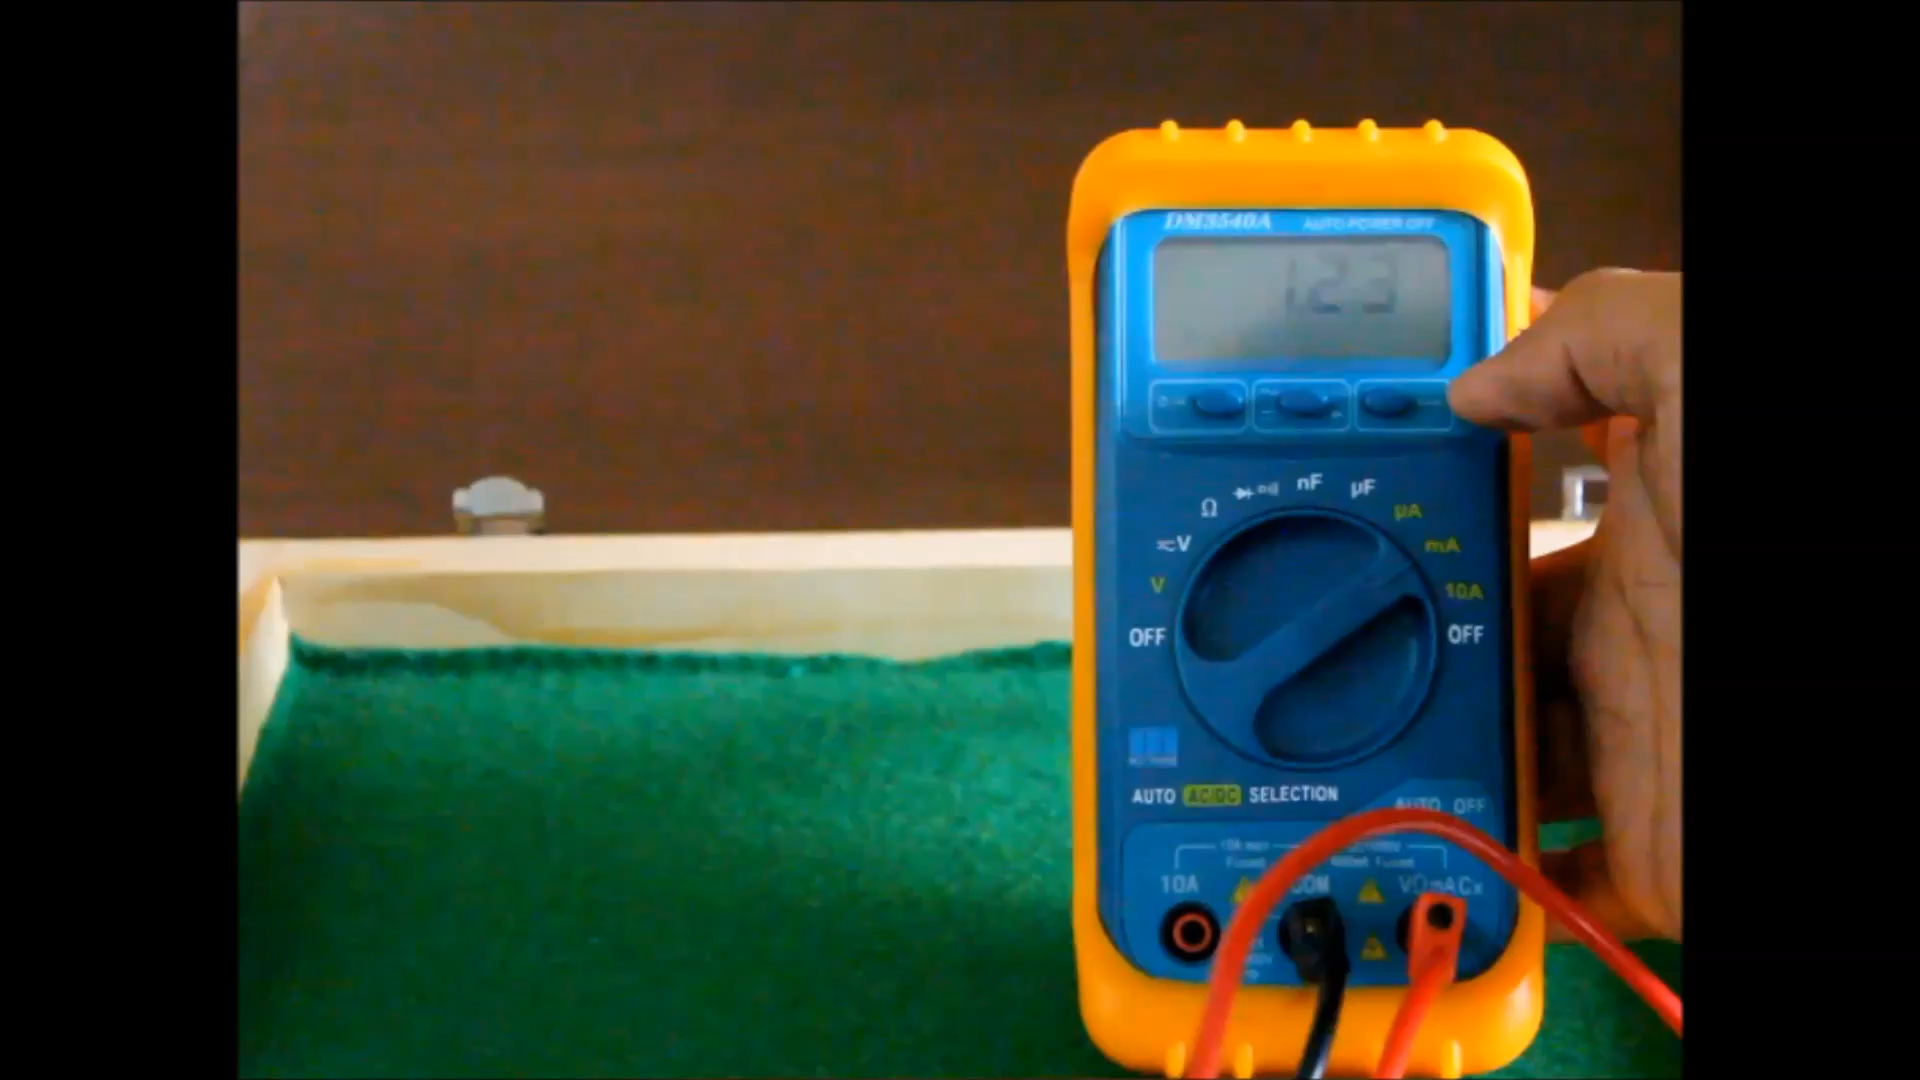 DM3540A AUTO POWER OFF
1.23
Ω nF µF µA
V mA
V 10A
OFF OFF
AUTO AC/DC SELECTION
AUTO OFF
10A COM VΩmACx